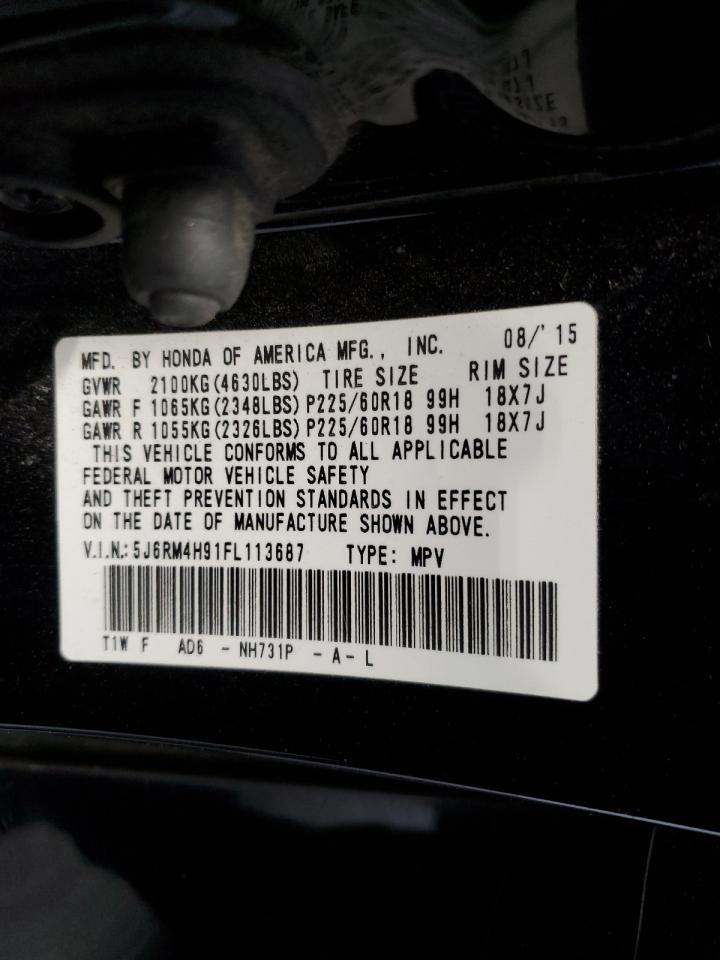 MFD. BY HONDA OF AMERICA MFG., INC. 08/'15
GVWR 2100KG(4630LBS) TIRE SIZE RIM SIZE
GAWR F 1065KG(2348LBS) P225/60R18 99H 18X7J
GAWR R 1055KG(2326LBS) P225/60R18 99H 18X7J
THIS VEHICLE CONFORMS TO ALL APPLICABLE
FEDERAL MOTOR VEHICLE SAFETY
AND THEFT PREVENTION STANDARDS IN EFFECT
ON THE DATE OF MANUFACTURE SHOWN ABOVE.
V.I.N.: 5J6RM4H91FL113687 TYPE: MPV
T1W F AD6 - NH731P - A - L